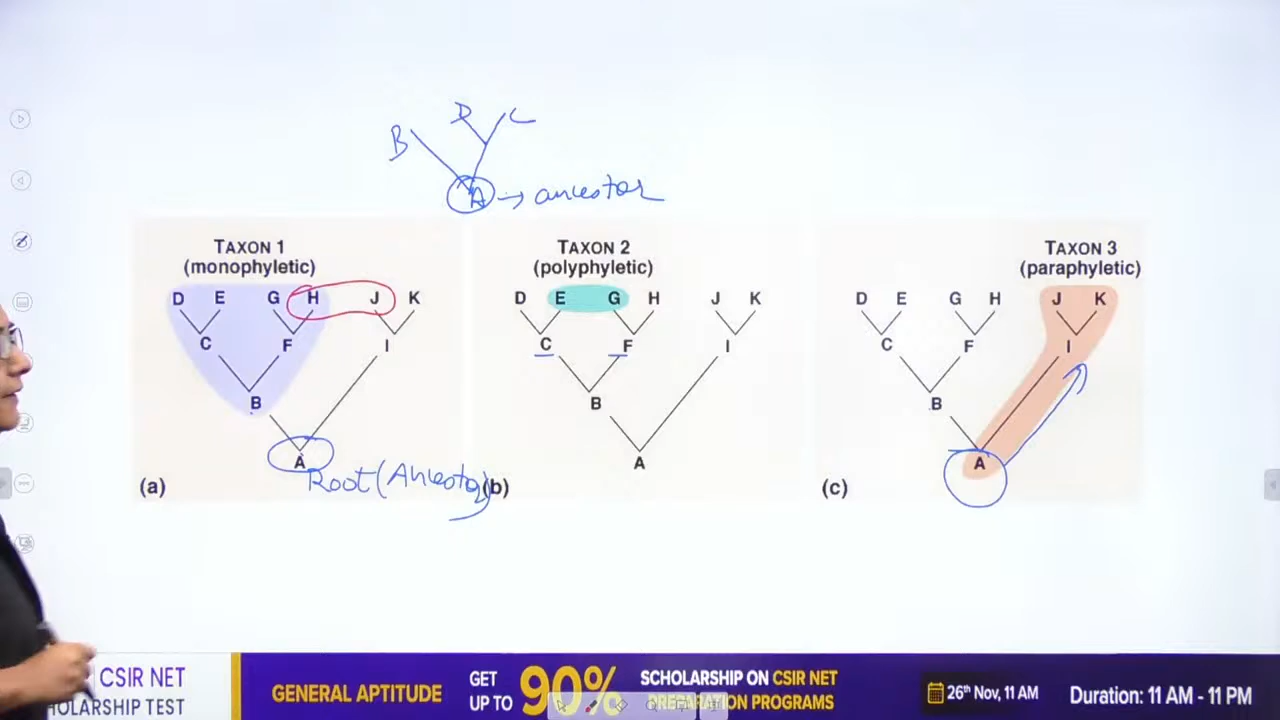 B D C
A → ancestor
TAXON 1
(monophyletic)
D E G H J K
C F I
B
A
Root (Ancestor)
(a)
TAXON 2
(polyphyletic)
D E G H J K
C F I
B
A
(b)
TAXON 3
(paraphyletic)
D E G H J K
C F I
B
A
(c)
CSIR NET
HOLARSHIP TEST
GENERAL APTITUDE
GET
UP TO
90%
SCHOLARSHIP ON CSIR NET
PREPARATION PROGRAMS
26th Nov, 11 AM
Duration: 11 AM - 11 PM